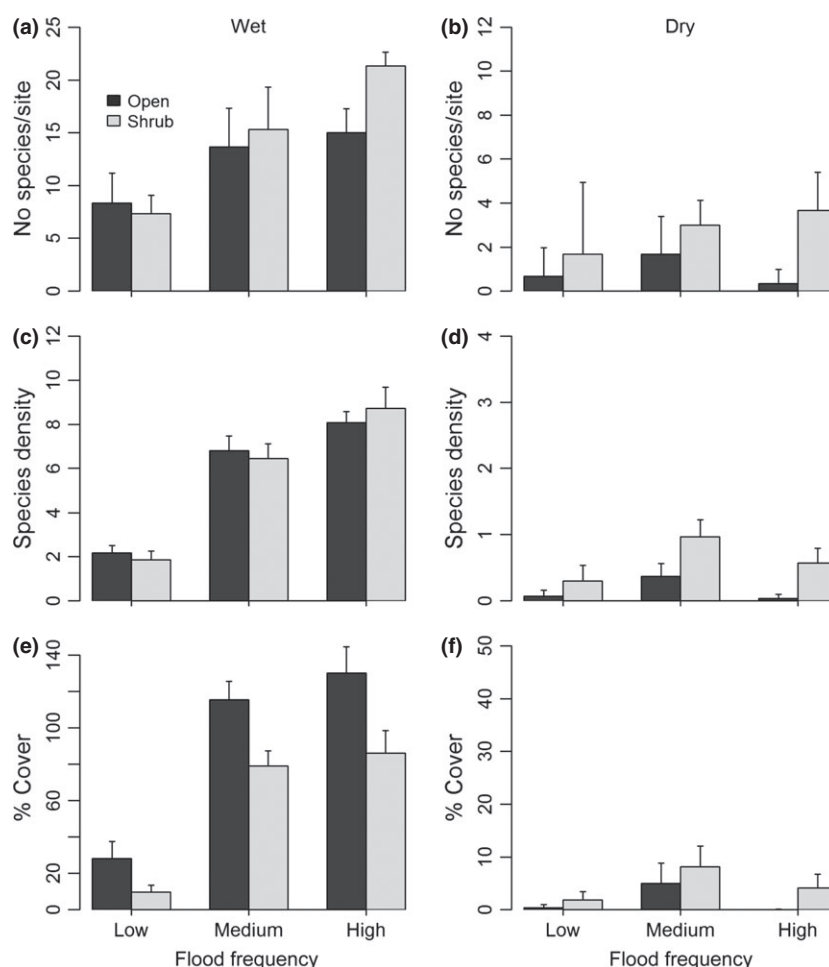 (a)
Wet
No species/site
0
5
10
15
20
25
Open
Shrub
(b)
Dry
No species/site
0
2
4
6
8
10
12
(c)
Species density
0
2
4
6
8
10
12
(d)
Species density
0
1
2
3
4
(e)
% Cover
0
20
60
100
140
Low
Medium
High
Flood frequency
(f)
% Cover
0
10
20
30
40
50
Low
Medium
High
Flood frequency